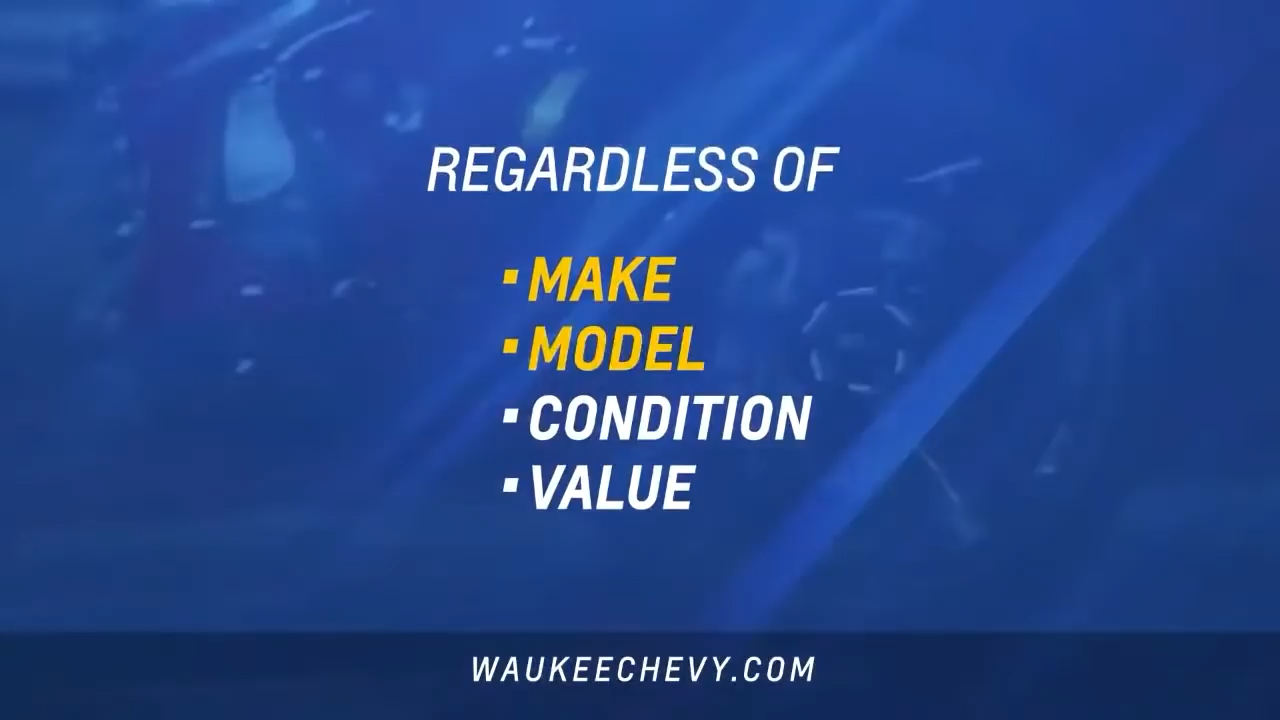 REGARDLESS OF
▪ MAKE
▪ MODEL
▪ CONDITION
▪ VALUE
WAUKEECHEVY.COM